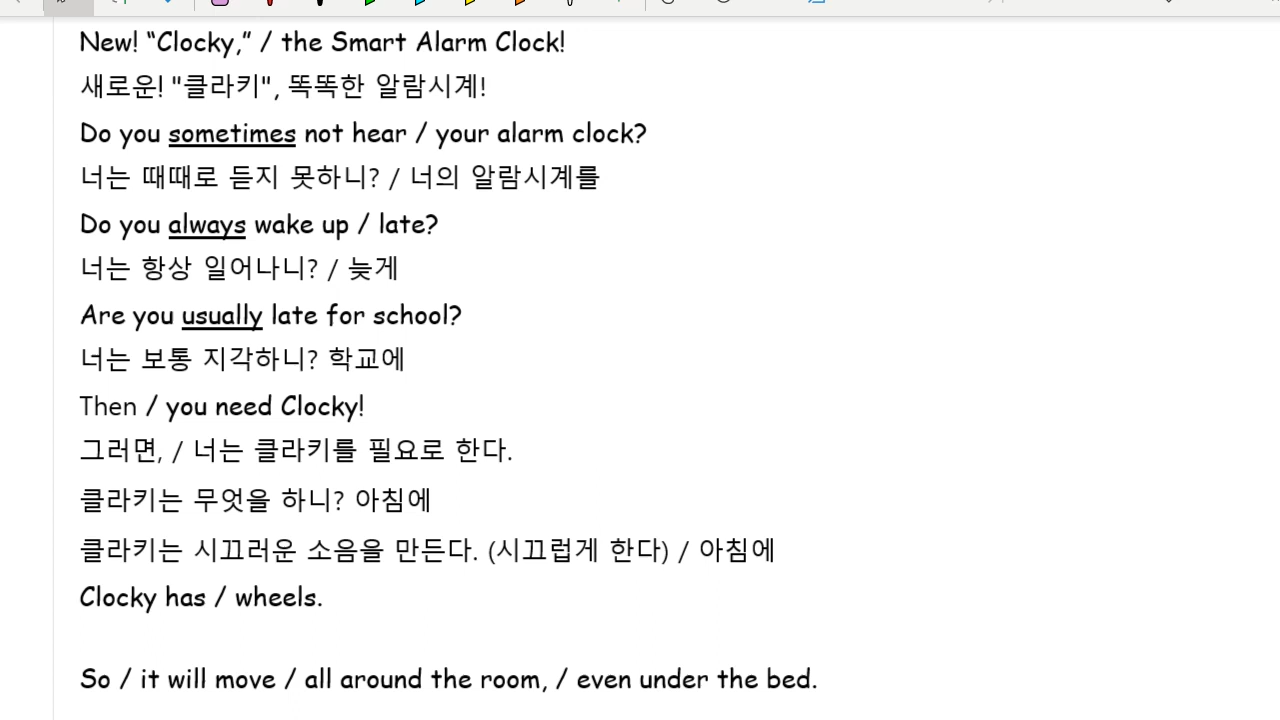 New! “Clocky,” / the Smart Alarm Clock!
새로운! "클라키", 똑똑한 알람시계!
Do you sometimes not hear / your alarm clock?
너는 때때로 듣지 못하니? / 너의 알람시계를
Do you always wake up / late?
너는 항상 일어나니? / 늦게
Are you usually late for school?
너는 보통 지각하니? 학교에
Then / you need Clocky!
그러면, / 너는 클라키를 필요로 한다.
클라키는 무엇을 하니? 아침에
클라키는 시끄러운 소음을 만든다. (시끄럽게 한다) / 아침에
Clocky has / wheels.
So / it will move / all around the room, / even under the bed.